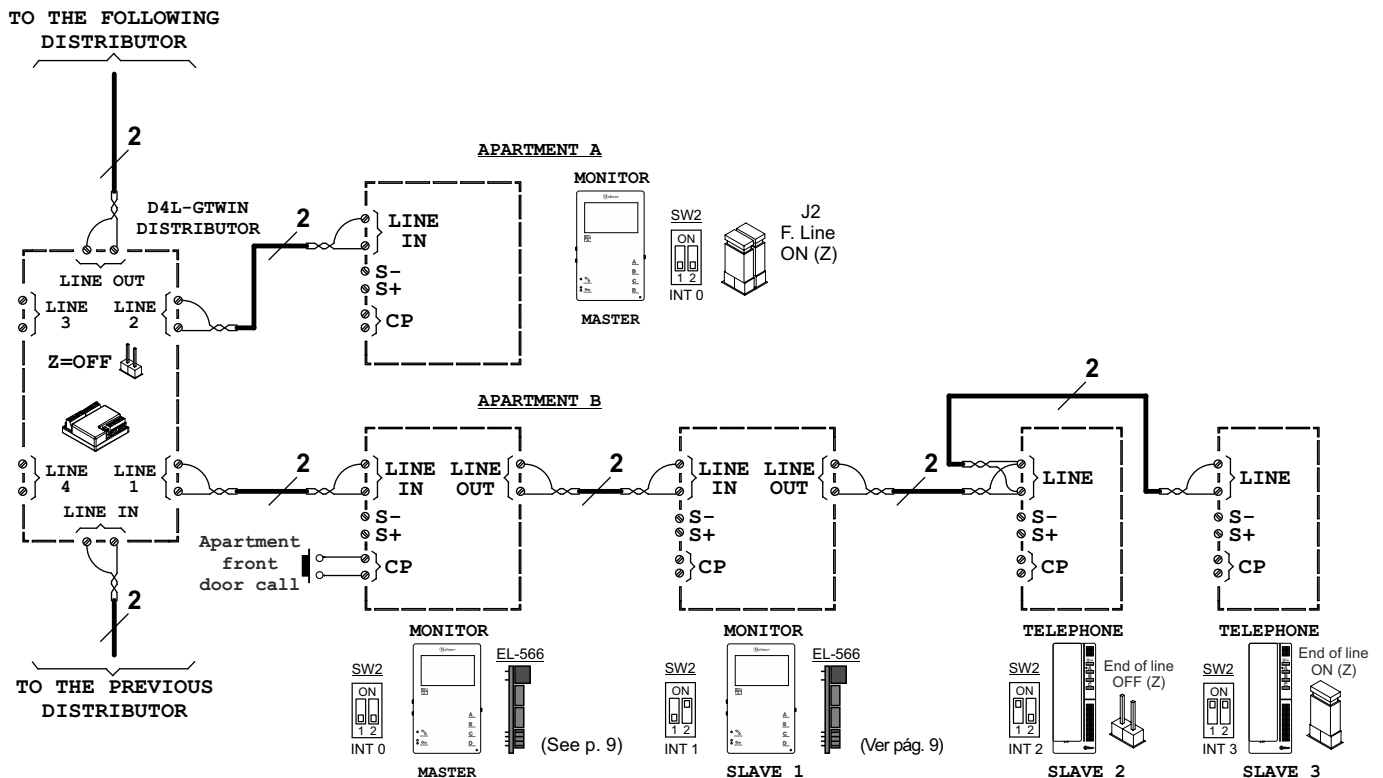 TO THE FOLLOWING
DISTRIBUTOR
2
D4L-GTWIN
DISTRIBUTOR
LINE OUT
LINE
3
LINE
2
Z=OFF
LINE
4
LINE
1
LINE IN
2
TO THE PREVIOUS
DISTRIBUTOR
2
APARTMENT A
LINE
IN
S-
S+
CP
MONITOR
A
B
C
D
MASTER
SW2
ON
1 2
INT 0
J2
F. Line
ON (Z)
APARTMENT B
2
Apartment
front
door call
LINE
IN
LINE
OUT
S-
S+
CP
2
LINE
IN
LINE
OUT
S-
S+
CP
2
LINE
S-
S+
CP
2
LINE
S-
S+
CP
MONITOR
SW2
ON
1 2
INT 0
A
B
C
D
EL-566
(See p. 9)
MASTER
MONITOR
SW2
ON
1 2
INT 1
A
B
C
D
EL-566
(Ver pág. 9)
SLAVE 1
TELEPHONE
SW2
ON
1 2
INT 2
End of line
OFF (Z)
SLAVE 2
TELEPHONE
SW2
ON
1 2
INT 3
End of line
ON (Z)
SLAVE 3